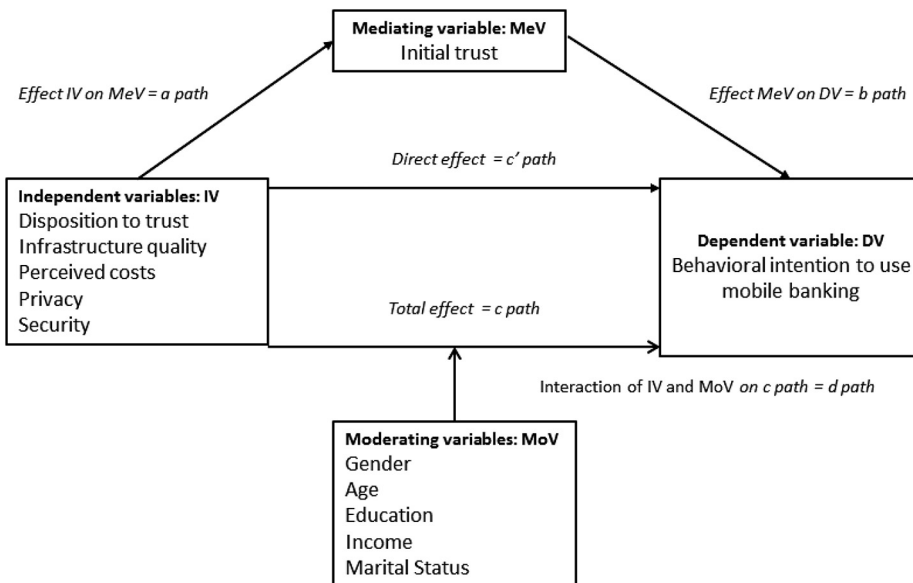 Mediating variable: MeV
Initial trust
Effect IV on MeV = a path
Effect MeV on DV = b path
Direct effect = c' path
Independent variables: IV
Disposition to trust
Infrastructure quality
Perceived costs
Privacy
Security
Dependent variable: DV
Behavioral intention to use
mobile banking
Total effect = c path
Interaction of IV and MoV on c path = d path
Moderating variables: MoV
Gender
Age
Education
Income
Marital Status